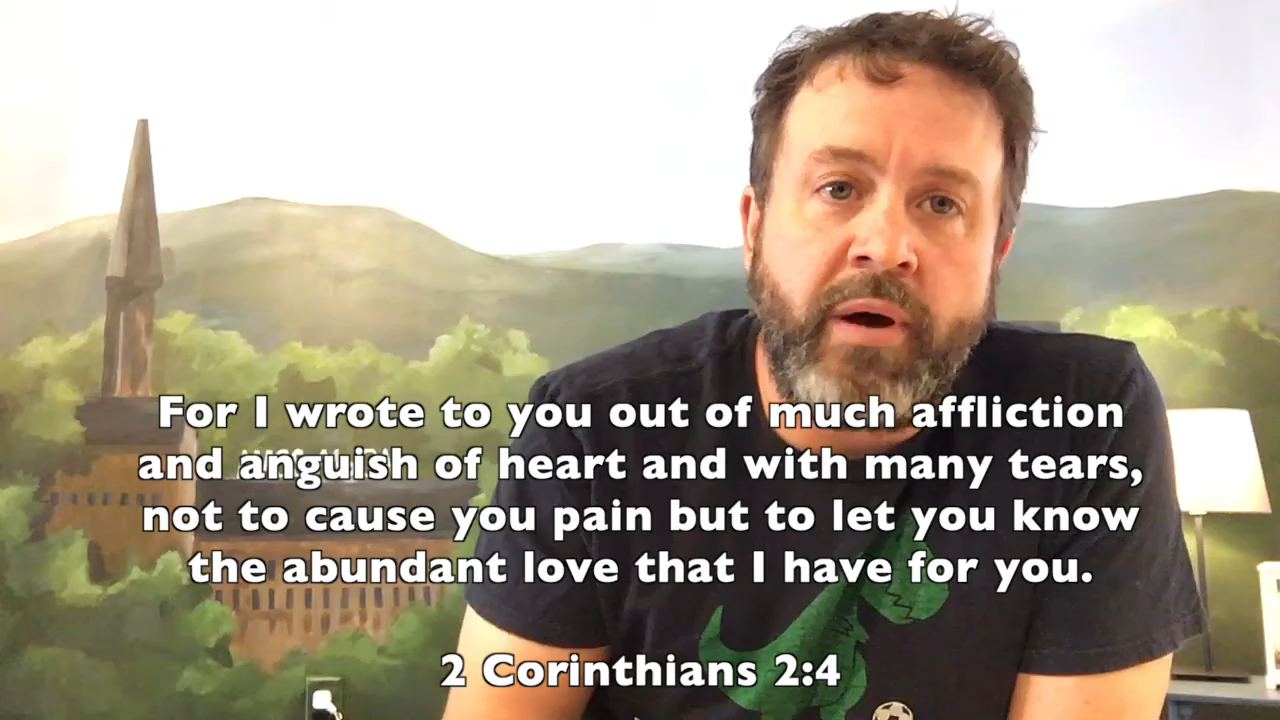 For I wrote to you out of much affliction
and anguish of heart and with many tears,
not to cause you pain but to let you know
the abundant love that I have for you.
2 Corinthians 2:4